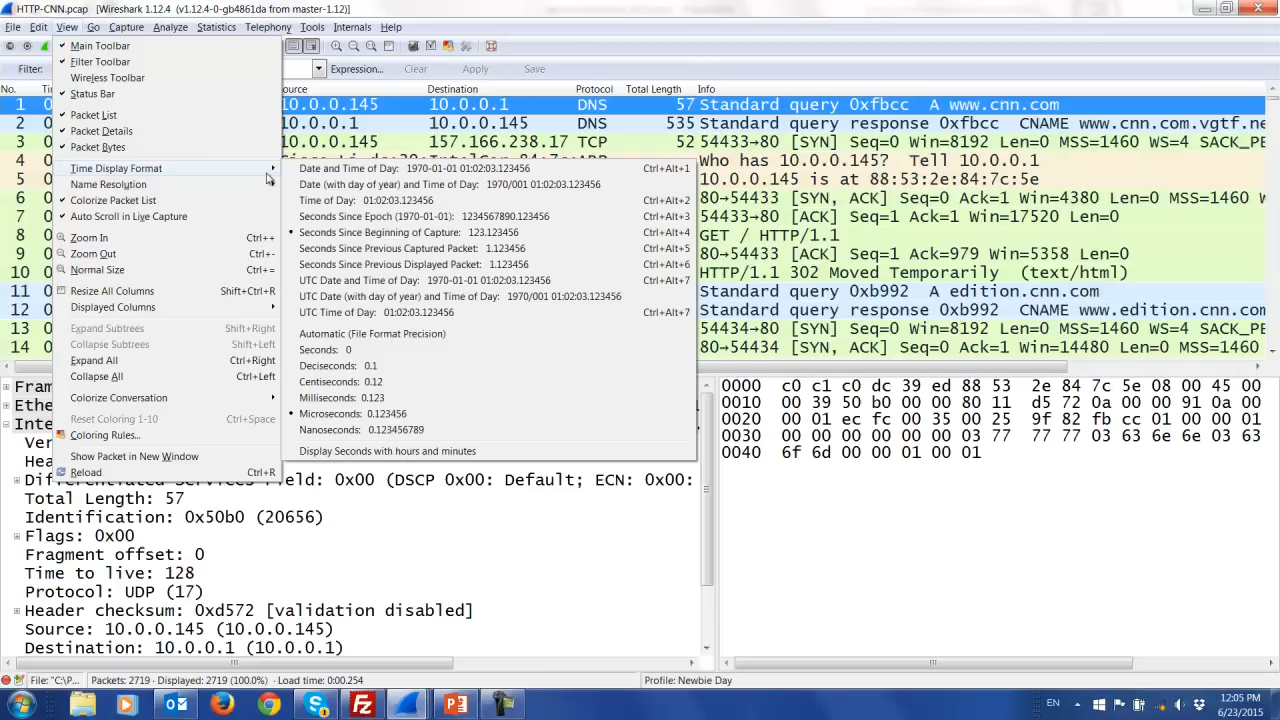 HTTP-CNN.pcap [Wireshark 1.12.4 (v1.12.4-0-gb4861da from master-1.12)]
File Edit View Go Capture Analyze Statistics Telephony Tools Internals Help
Filter: Expression... Clear Apply Save
Main Toolbar
Filter Toolbar
Wireless Toolbar
Status Bar
Packet List
Packet Details
Packet Bytes
Time Display Format
Name Resolution
Colorize Packet List
Auto Scroll in Live Capture
Zoom In Ctrl++
Zoom Out Ctrl+-
Normal Size Ctrl+=
Resize All Columns Shift+Ctrl+R
Displayed Columns
Expand Subtrees Shift+Right
Collapse Subtrees Shift+Left
Expand All Ctrl+Right
Collapse All Ctrl+Left
Colorize Conversation
Reset Coloring 1-10 Ctrl+Space
Coloring Rules...
Show Packet in New Window
Reload Ctrl+R
Date and Time of Day: 1970-01-01 01:02:03.123456 Ctrl+Alt+1
Date (with day of year) and Time of Day: 1970/001 01:02:03.123456
Time of Day: 01:02:03.123456 Ctrl+Alt+2
Seconds Since Epoch (1970-01-01): 1234567890.123456 Ctrl+Alt+3
Seconds Since Beginning of Capture: 123.123456 Ctrl+Alt+4
Seconds Since Previous Captured Packet: 1.123456 Ctrl+Alt+5
Seconds Since Previous Displayed Packet: 1.123456 Ctrl+Alt+6
UTC Date and Time of Day: 1970-01-01 01:02:03.123456 Ctrl+Alt+7
UTC Date (with day of year) and Time of Day: 1970/001 01:02:03.123456
UTC Time of Day: 01:02:03.123456 Ctrl+Alt+7
Automatic (File Format Precision)
Seconds: 0
Deciseconds: 0.1
Centiseconds: 0.12
Milliseconds: 0.123
Microseconds: 0.123456
Nanoseconds: 0.123456789
Display Seconds with hours and minutes
No. Ti ource Destination Protocol Total Length Info
1 0 10.0.0.145 10.0.0.1 DNS 57 Standard query 0xfbcc A www.cnn.com
2 0 10.0.0.1 10.0.0.145 DNS 535 Standard query response 0xfbcc CNAME www.cnn.com.vgtf.ne
3 0 10.0.0.145 157.166.238.17 TCP 52 54433→80 [SYN] Seq=0 Win=8192 Len=0 MSS=1460 WS=4 SACK_PE
4 0 Who has 10.0.0.145? Tell 10.0.0.1
5 0 10.0.0.145 is at 88:53:2e:84:7c:5e
6 0 80→54433 [SYN, ACK] Seq=0 Ack=1 Win=4380 Len=0 MSS=1460
7 0 54433→80 [ACK] Seq=1 Ack=1 Win=17520 Len=0
8 0 GET / HTTP/1.1
9 0 80→54433 [ACK] Seq=1 Ack=979 Win=5358 Len=0
10 0 HTTP/1.1 302 Moved Temporarily (text/html)
11 0 Standard query 0xb992 A edition.cnn.com
12 0 Standard query response 0xb992 CNAME www.edition.cnn.com
13 0 54434→80 [SYN] Seq=0 Win=8192 Len=0 MSS=1460 WS=4 SACK_PE
14 0 80→54434 [SYN, ACK] Seq=0 Ack=1 Win=14480 Len=0 MSS=1460
Fram
Ethe
Inte
Ver
Hea
Differentiated Services Field: 0x00 (DSCP 0x00: Default; ECN: 0x00:
Total Length: 57
Identification: 0x50b0 (20656)
Flags: 0x00
Fragment offset: 0
Time to live: 128
Protocol: UDP (17)
Header checksum: 0xd572 [validation disabled]
Source: 10.0.0.145 (10.0.0.145)
Destination: 10.0.0.1 (10.0.0.1)
0000 c0 c1 c0 dc 39 ed 88 53 2e 84 7c 5e 08 00 45 00
0010 00 39 50 b0 00 00 80 11 d5 72 0a 00 00 91 0a 00
0020 00 01 ec fc 00 35 00 25 9f 82 fb cc 01 00 00 01
0030 00 00 00 00 00 00 03 77 77 77 03 63 6e 6e 03 63
0040 6f 6d 00 00 01 00 01
File: "C:\P... Packets: 2719 · Displayed: 2719 (100.0%) · Load time: 0:00.254 Profile: Newbie Day
EN 12:05 PM
6/23/2015